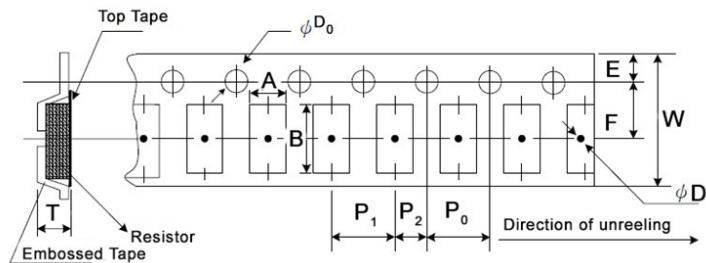 Top Tape
ϕD0
A
E
B
F
W
ϕD
T
P1
P2
P0
Direction of unreeling
Resistor
Embossed Tape